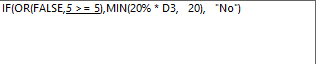 IF(OR(FALSE,5 >= 5),MIN(20% * D3,   20),   "No")